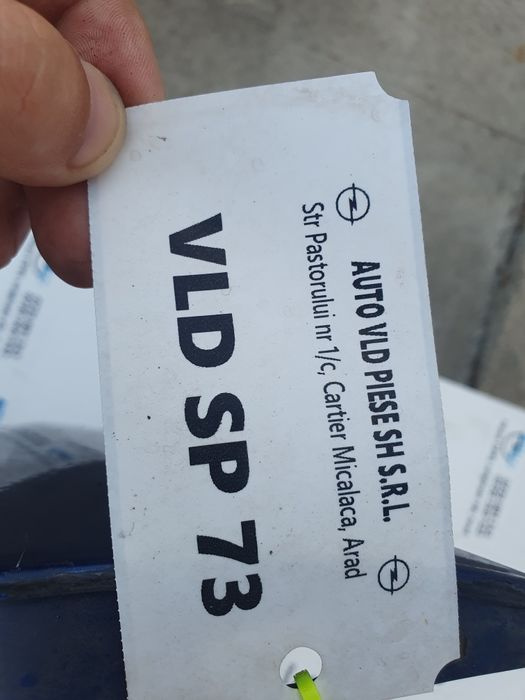 AUTO VLD PIESE SH S.R.L.
Str Pastorului nr 1/c, Cartier Micalaca, Arad
VLD SP 73